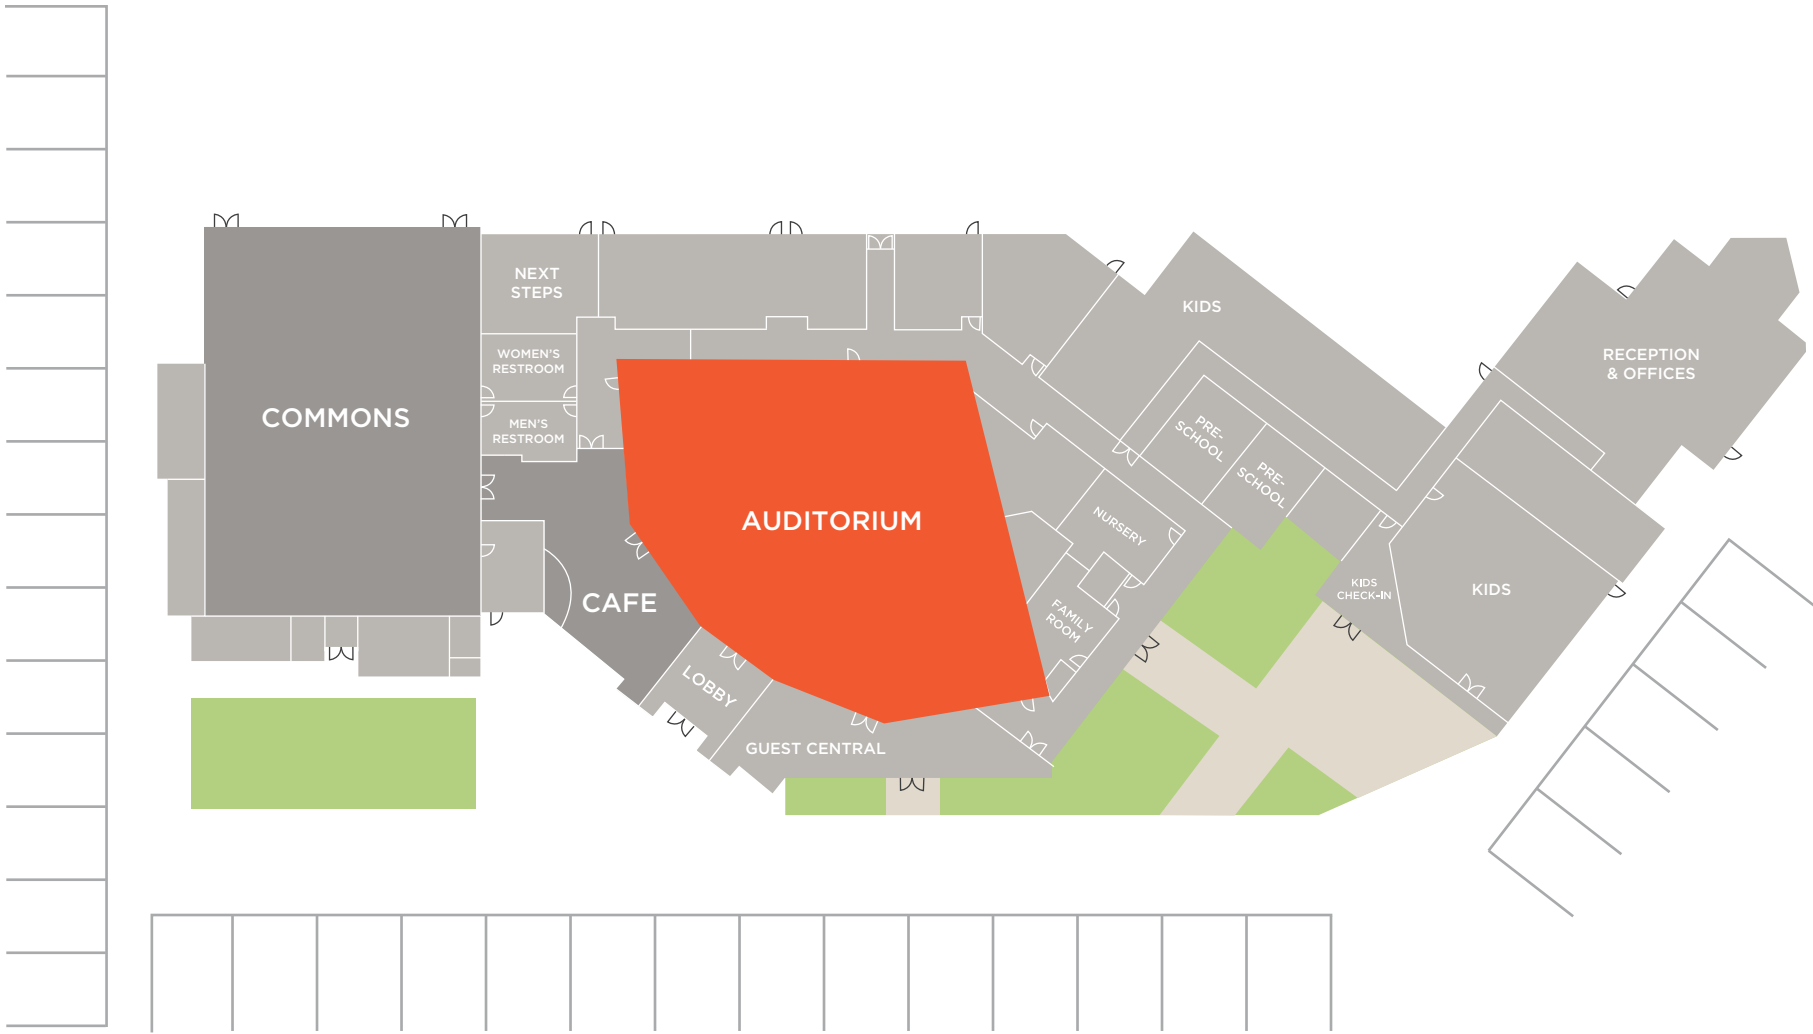 NEXT
STEPS
WOMEN'S
RESTROOM
MEN'S
RESTROOM
COMMONS
CAFE
AUDITORIUM
LOBBY
GUEST CENTRAL
NURSERY
FAMILY
ROOM
PRE-
SCHOOL
PRE-
SCHOOL
KIDS
KIDS
CHECK-IN
KIDS
RECEPTION
& OFFICES